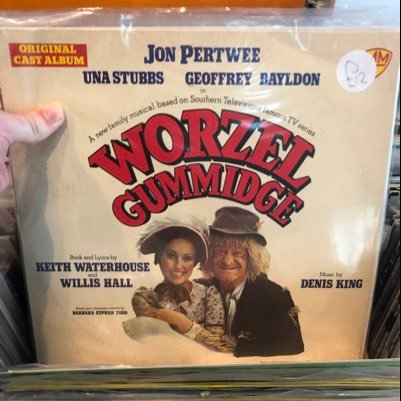 ORIGINAL
CAST ALBUM
JON PERTWEE
UNA STUBBS GEOFFREY BAYLDON
in
A new family musical based on Southern Televisions famous TV series
WORZEL
GUMMIDGE
Book and Lyrics by
KEITH WATERHOUSE
and
WILLIS HALL
Music by
DENIS KING
BARBARA EUPHAN TODD
£12